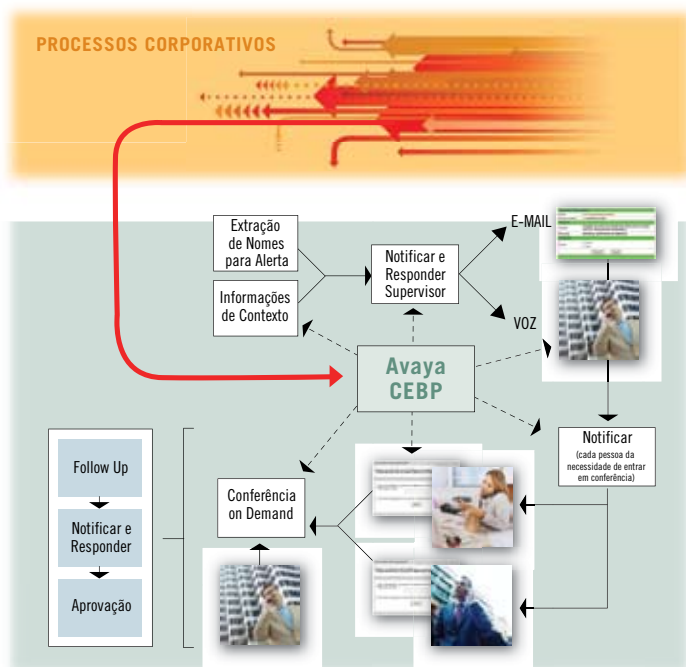 PROCESSOS CORPORATIVOS
Extração
de Nomes
para Alerta
Informações
de Contexto
Notificar e
Responder
Supervisor
E-MAIL
VOZ
Avaya
CEBP
Notificar
(cada pessoa da
necessidade de entrar
em conferência)
Follow Up
Notificar e
Responder
Aprovação
Conferência
on Demand